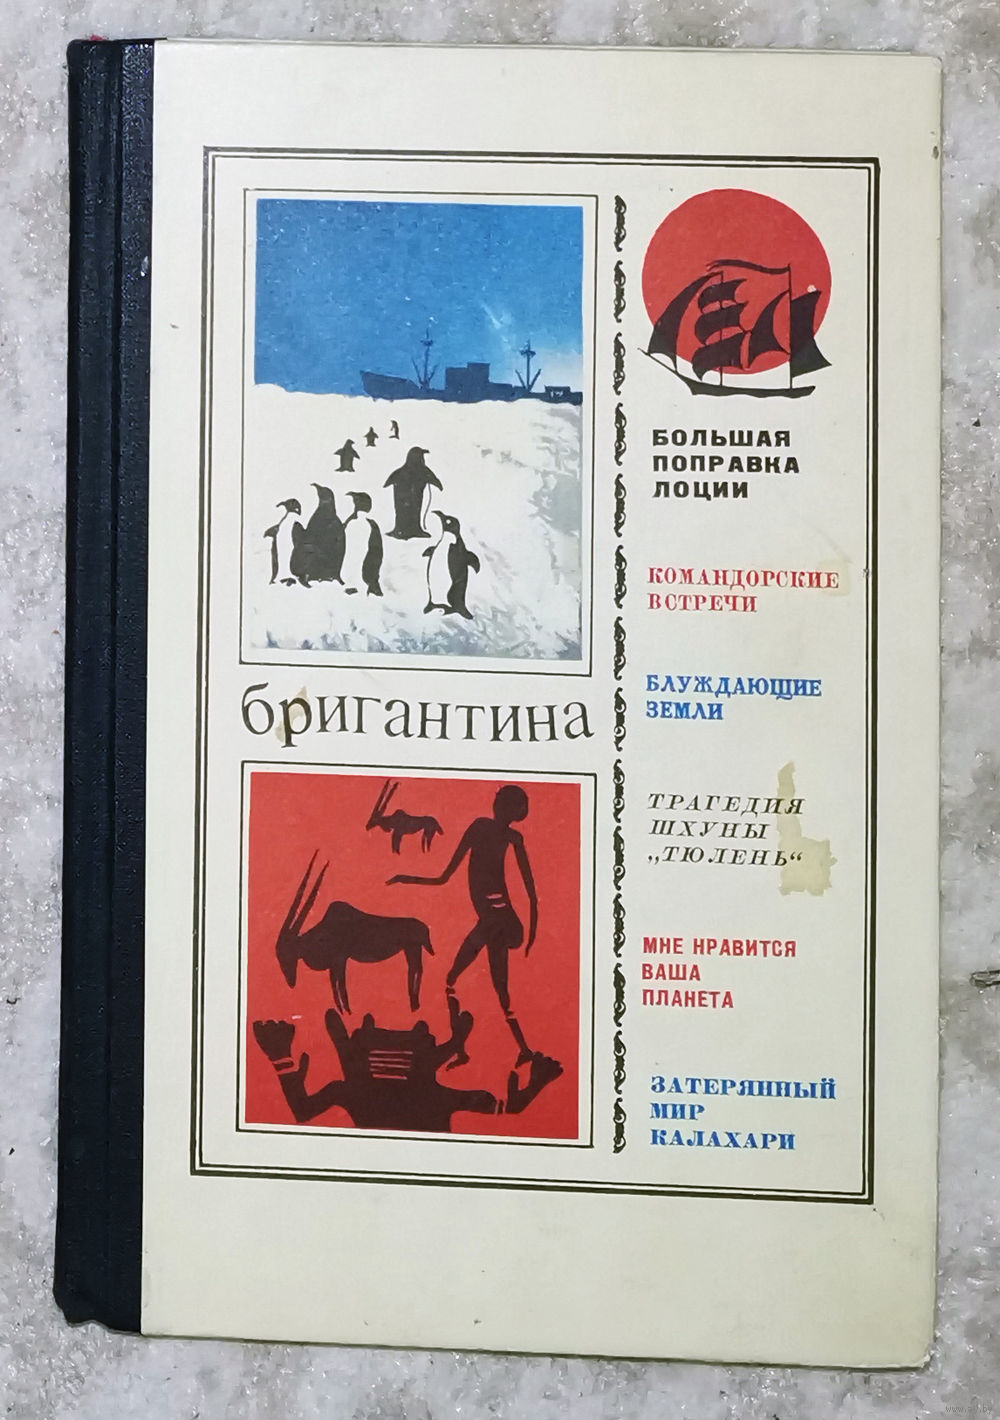 бригантина
БОЛЬШАЯ
ПОПРАВКА
ЛОЦИИ
КОМАНДОРСКИЕ
ВСТРЕЧИ
БЛУЖДАЮЩИЕ
ЗЕМЛИ
ТРАГЕДИЯ
ШХУНЫ
„ТЮЛЕНЬ“
МНЕ НРАВИТСЯ
ВАША
ПЛАНЕТА
ЗАТЕРЯННЫЙ
МИР
КАЛАХАРИ